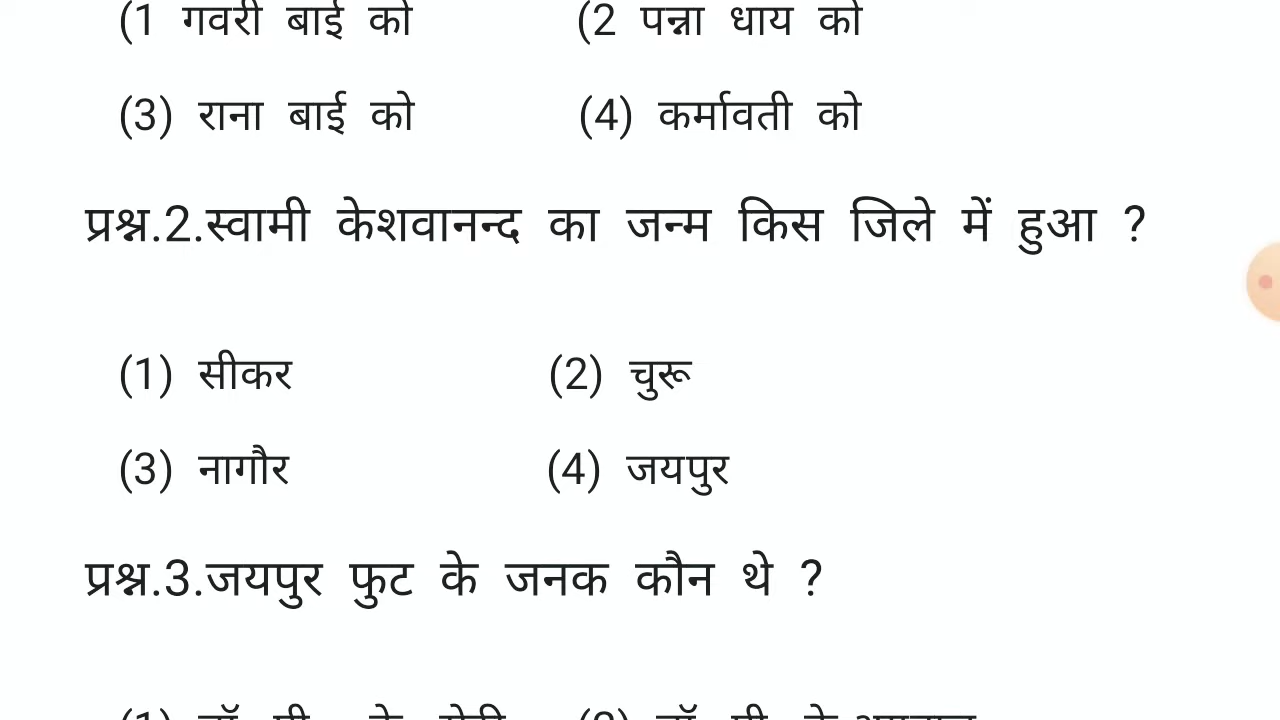 (1 गवरी बाई को (2 पन्ना धाय को
(3) राना बाई को (4) कर्मावती को
प्रश्न.2.स्वामी केशवानन्द का जन्म किस जिले में हुआ ?
(1) सीकर (2) चुरू
(3) नागौर (4) जयपुर
प्रश्न.3.जयपुर फुट के जनक कौन थे ?